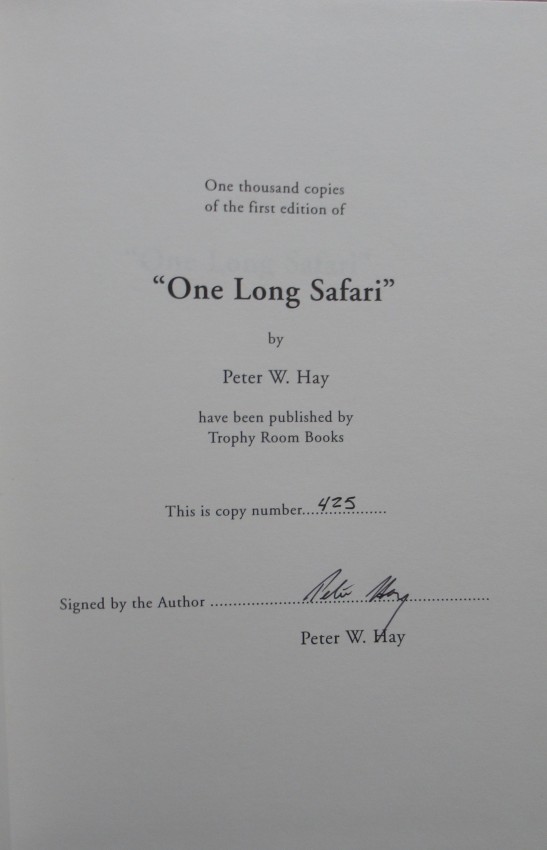 One thousand copies
of the first edition of
“One Long Safari”
by
Peter W. Hay
have been published by
Trophy Room Books
This is copy number....425.......
Signed by the Author ....................Peter Hay....................
Peter W. Hay